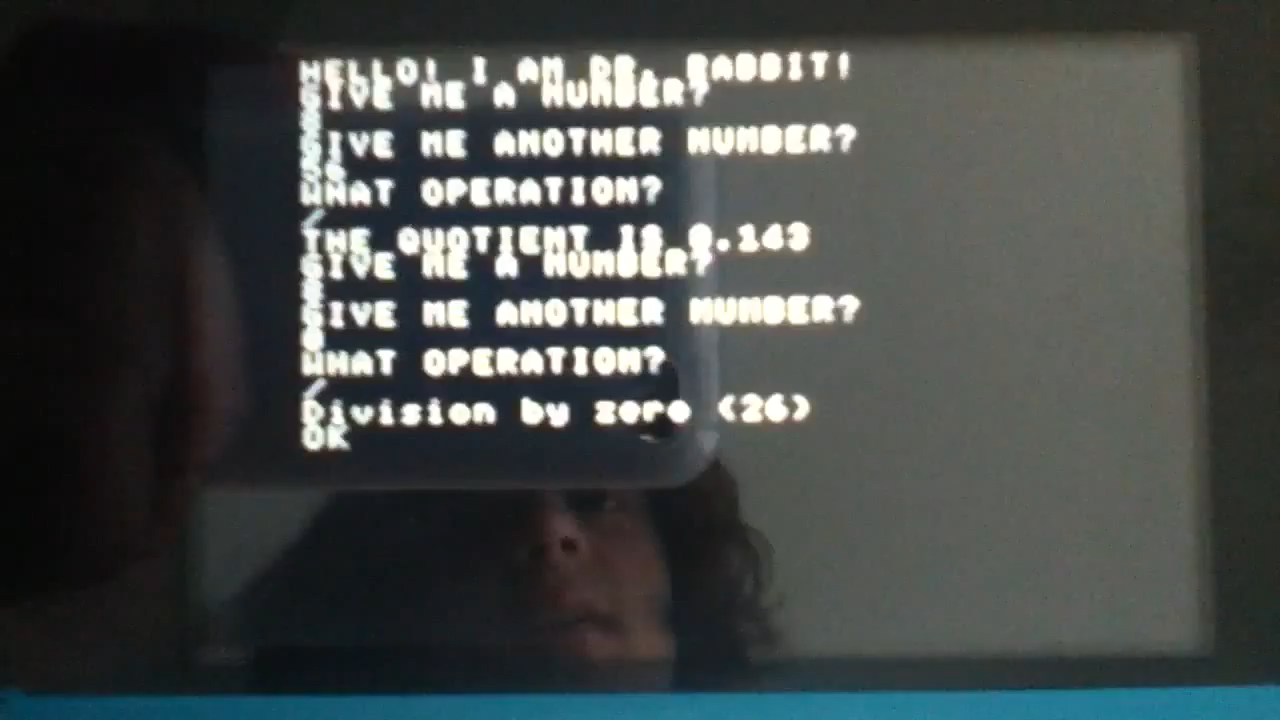 HELLO! I AM DR. RABBIT!
GIVE ME A NUMBER?
GIVE ME ANOTHER NUMBER?
WHAT OPERATION?
/
THE QUOTIENT IS 0.143
GIVE ME A NUMBER?
GIVE ME ANOTHER NUMBER?
0
WHAT OPERATION?
/
Division by zero (26)
OK